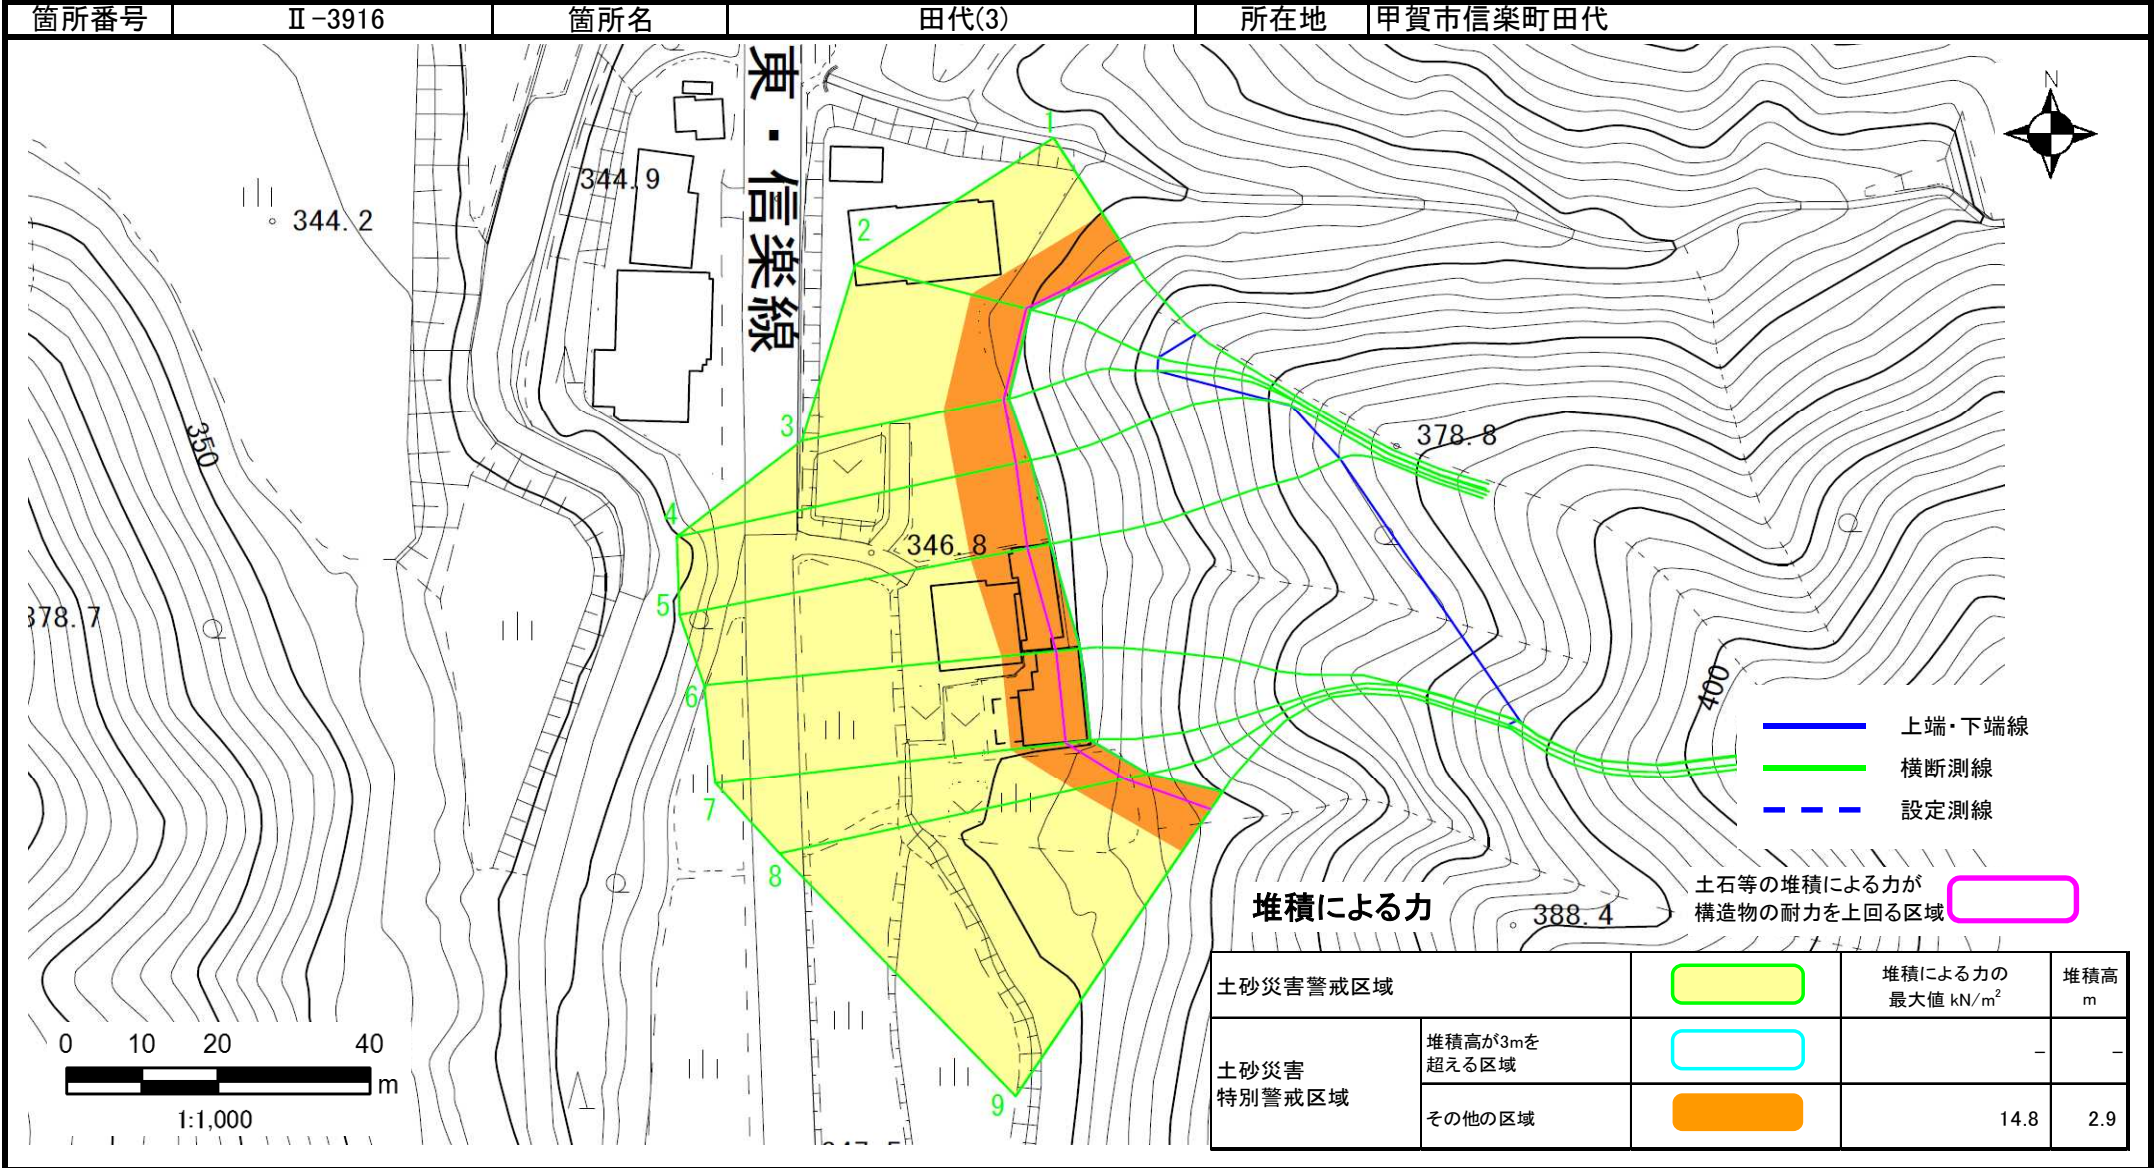 箇所番号 Ⅱ-3916 箇所名 田代(3) 所在地 甲賀市信楽町田代
東・信楽線
N
1
2
344.9
344.2
3
378.8
350
4
346.8
5
378.7
6
400
7
8
9
上端・下端線
横断測線
設定測線
堆積による力
388.4
土石等の堆積による力が
構造物の耐力を上回る区域
土砂災害警戒区域
堆積による力の
最大値 kN/m²
堆積高
m
土砂災害
特別警戒区域
堆積高が3mを
超える区域
– –
その他の区域
14.8 2.9
0 10 20 40
m
1:1,000